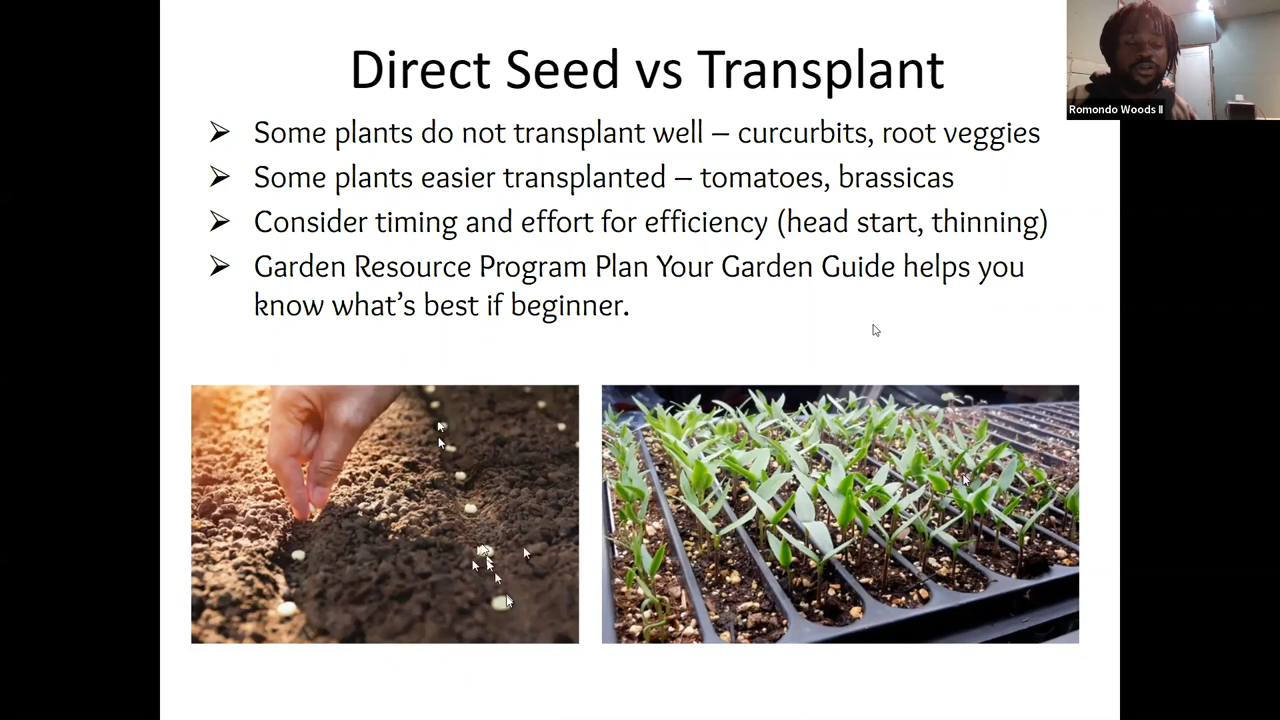 Direct Seed vs Transplant
Romondo Woods II
➢ Some plants do not transplant well – curcurbits, root veggies
➢ Some plants easier transplanted – tomatoes, brassicas
➢ Consider timing and effort for efficiency (head start, thinning)
➢ Garden Resource Program Plan Your Garden Guide helps you
know what's best if beginner.